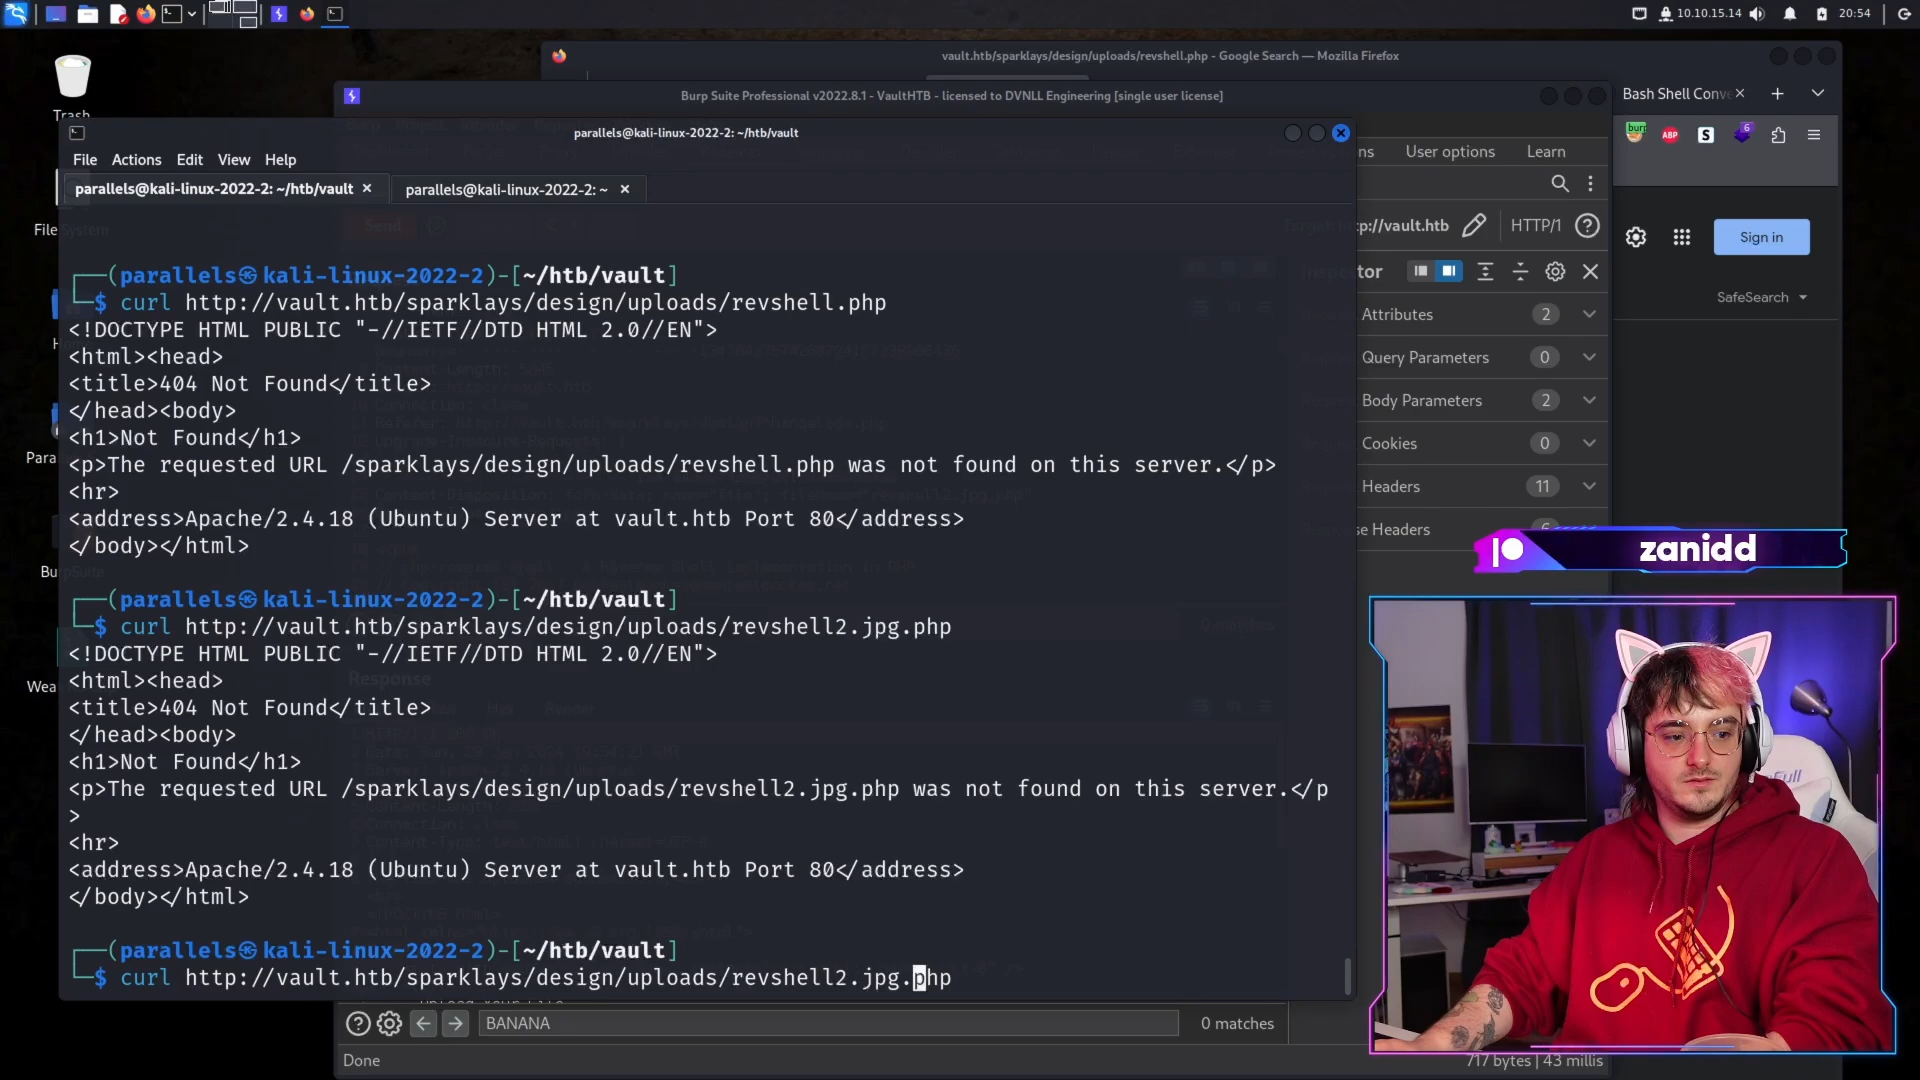 10.10.15.14
20:54
Trash
vault.htb/sparklays/design/uploads/revshell.php - Google Search — Mozilla Firefox
Burp Suite Professional v2022.8.1 - VaultHTB - licensed to DVNLL Engineering [single user license]
Bash Shell Conve
parallels@kali-linux-2022-2: ~/htb/vault
File Actions Edit View Help
User options Learn
parallels@kali-linux-2022-2: ~/htb/vault
parallels@kali-linux-2022-2: ~
Send
p://vault.htb
HTTP/1
Sign in
SafeSearch
File System
┌──(parallels㉿kali-linux-2022-2)-[~/htb/vault]
└─$ curl http://vault.htb/sparklays/design/uploads/revshell.php
<!DOCTYPE HTML PUBLIC "-//IETF//DTD HTML 2.0//EN">
<html><head>
<title>404 Not Found</title>
</head><body>
<h1>Not Found</h1>
<p>The requested URL /sparklays/design/uploads/revshell.php was not found on this server.</p>
<hr>
<address>Apache/2.4.18 (Ubuntu) Server at vault.htb Port 80</address>
</body></html>
┌──(parallels㉿kali-linux-2022-2)-[~/htb/vault]
└─$ curl http://vault.htb/sparklays/design/uploads/revshell2.jpg.php
<!DOCTYPE HTML PUBLIC "-//IETF//DTD HTML 2.0//EN">
<html><head>
<title>404 Not Found</title>
</head><body>
<h1>Not Found</h1>
<p>The requested URL /sparklays/design/uploads/revshell2.jpg.php was not found on this server.</p
>
<hr>
<address>Apache/2.4.18 (Ubuntu) Server at vault.htb Port 80</address>
</body></html>
┌──(parallels㉿kali-linux-2022-2)-[~/htb/vault]
└─$ curl http://vault.htb/sparklays/design/uploads/revshell2.jpg.php
Response
Attributes 2
Query Parameters 0
Body Parameters 2
Cookies 0
Headers 11
Headers
zanidd
BANANA
0 matches
Done
717 bytes | 43 millis